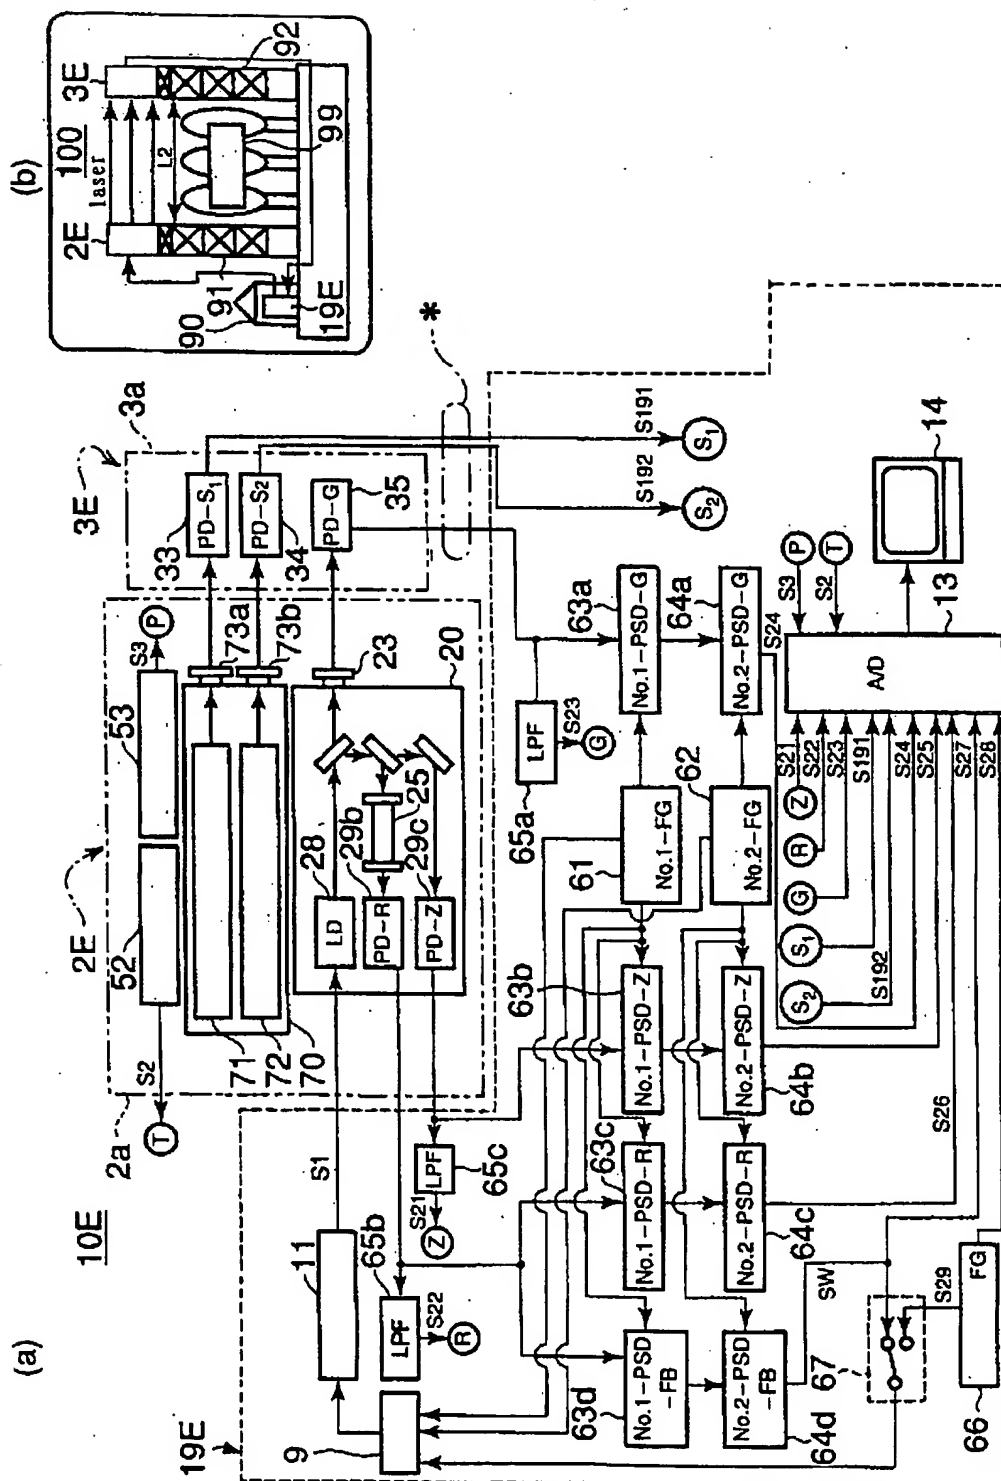 (a)
10E
2E
3E
2a
3a
52
53
S2
S3
T
P
71
72
70
73a
73b
PD-S1
33
PD-S2
34
PD-G
35
*
S1
28
LD
29b
PD-R
25
29c
PD-Z
23
20
19E
11
9
65b
LPF
S22
R
65c
LPF
S21
Z
65a
LPF
S23
G
S191
S1
S192
S2
61
No.1-FG
62
No.2-FG
63a
No.1-PSD-G
64a
No.2-PSD-G
S24
63b
No.1-PSD-Z
No.2-PSD-Z
64b
63c
No.1-PSD-R
No.2-PSD-R
64c
63d
No.1-PSD
-FB
No.2-PSD
-FB
64d
SW
S26
67
S29
FG
66
Z
S21
R
S22
G
S23
S1
S191
S2
S192
S24
S25
S27
S28
S3
P
S2
T
A/D
13
14
(b)
100
2E
laser
3E
L2
90
91
92
99
19E